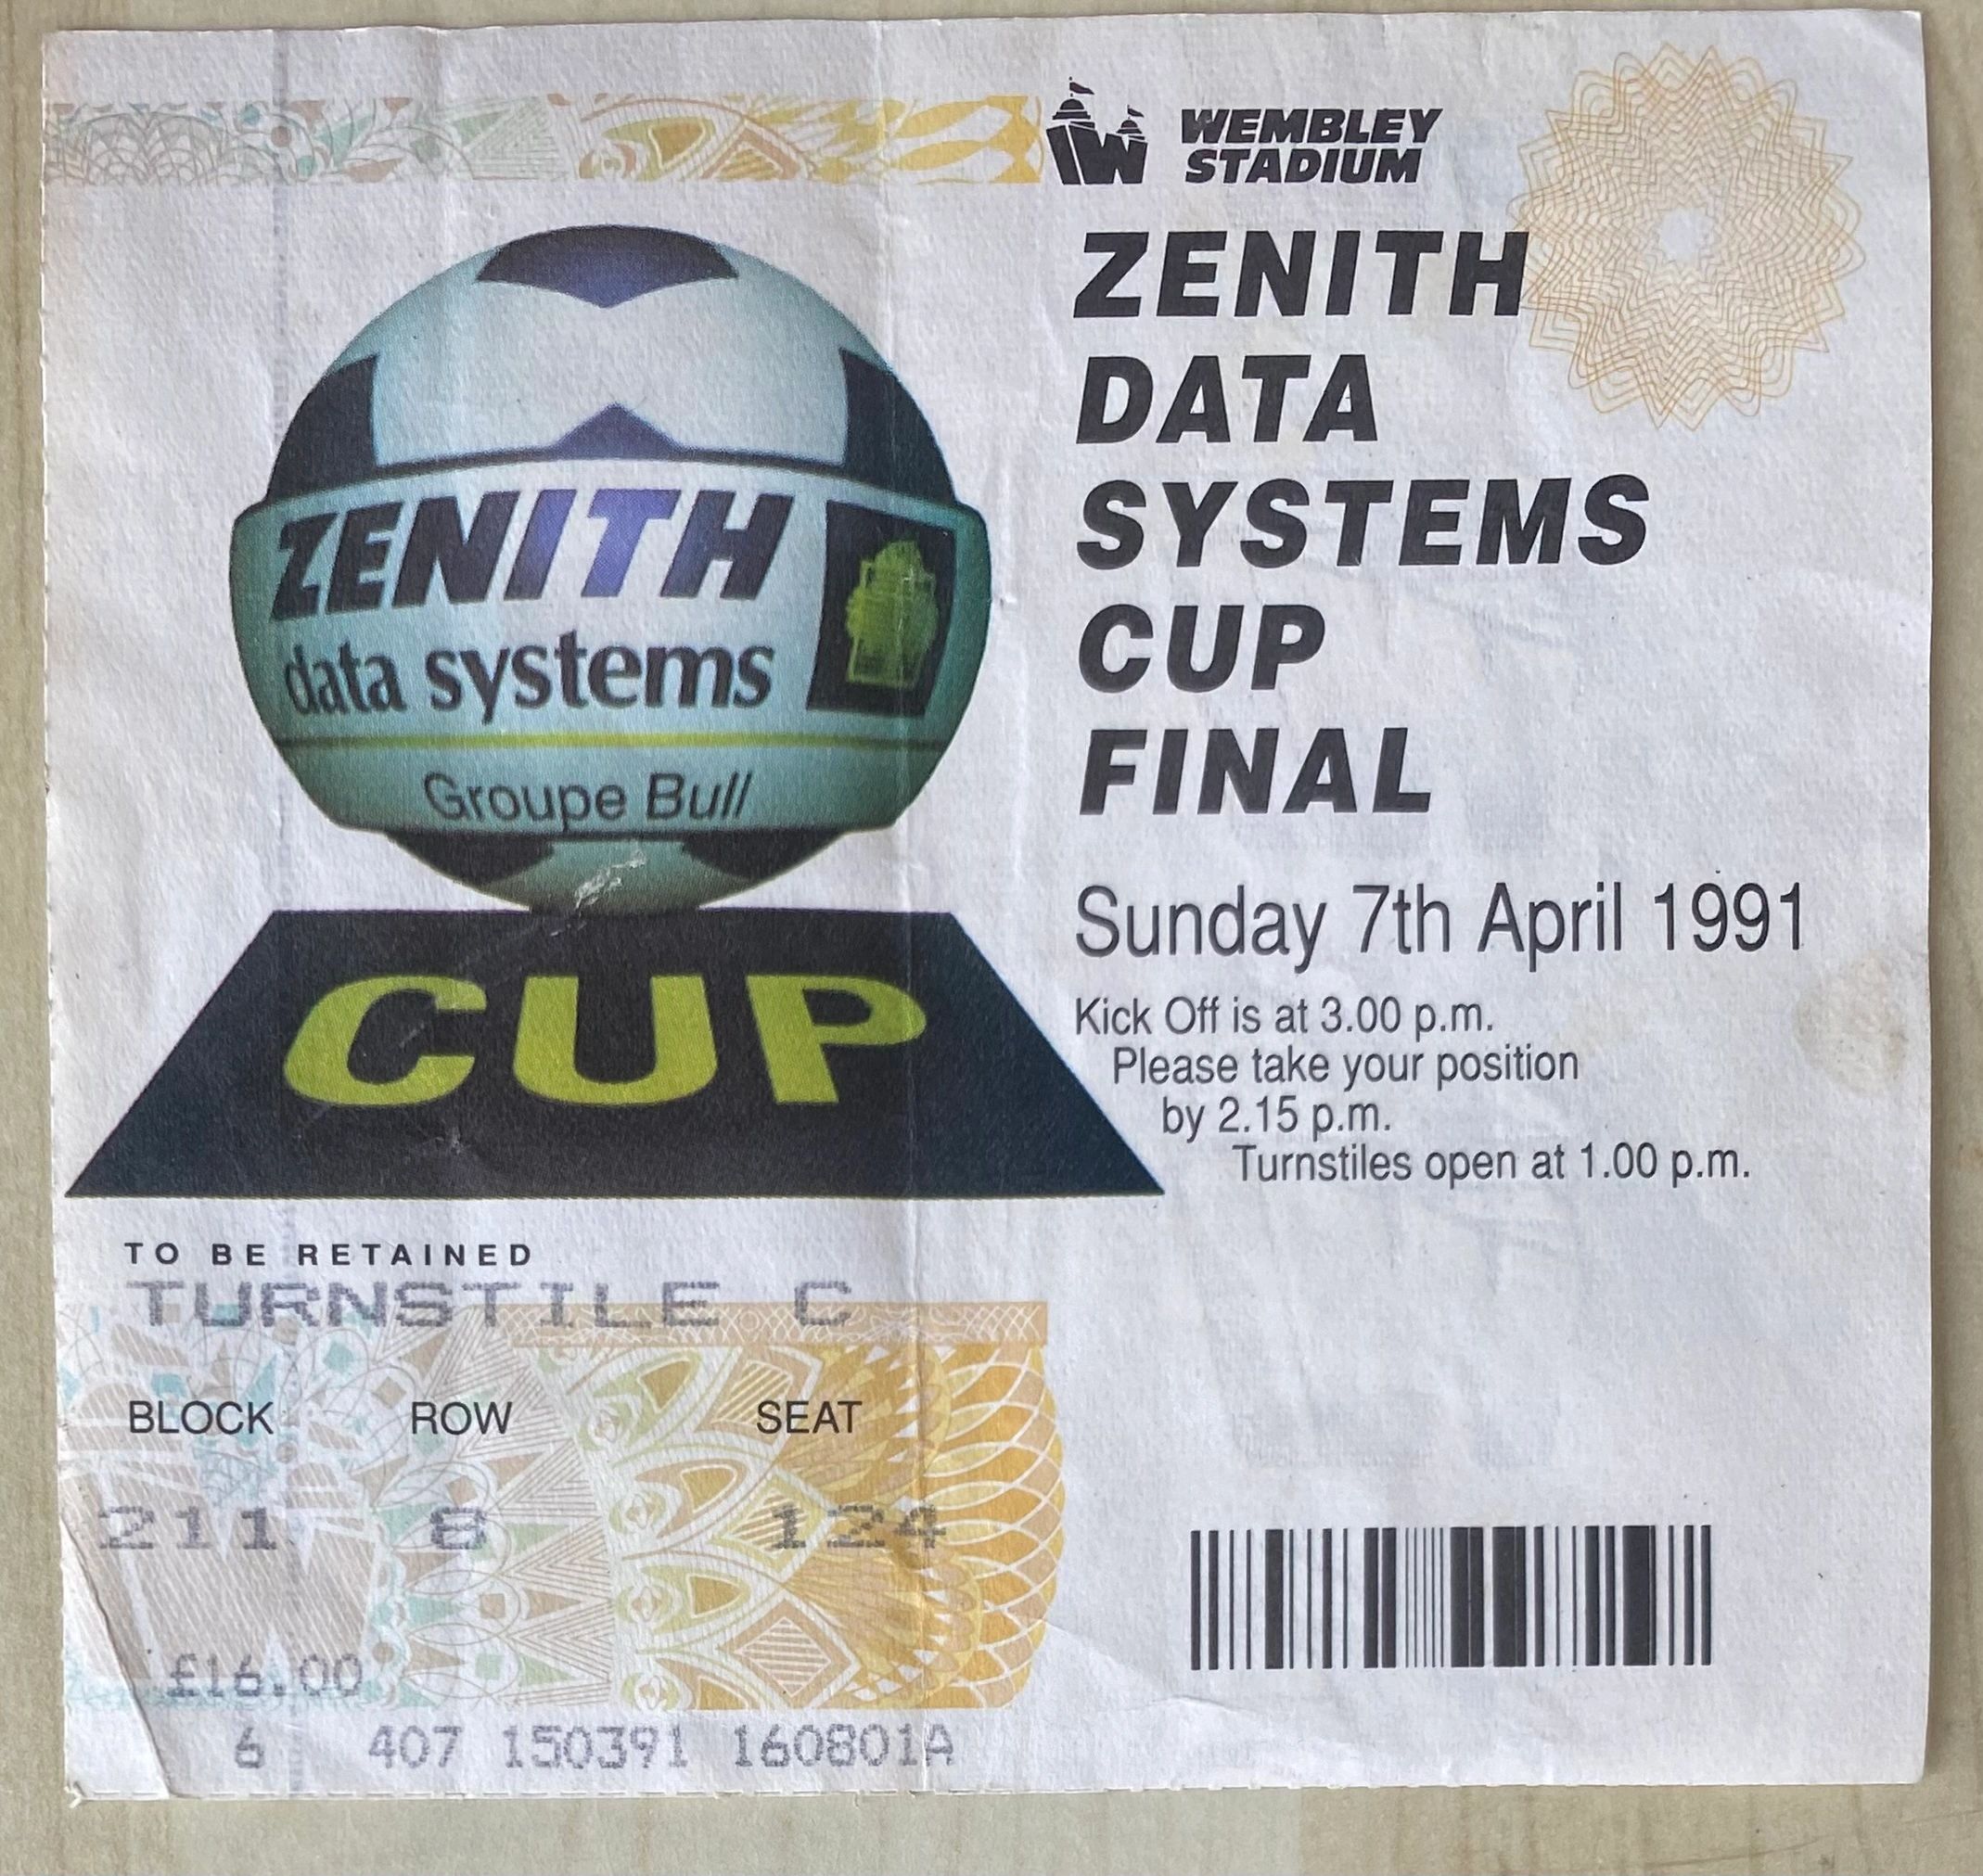 WEMBLEY
STADIUM
ZENITH
DATA
SYSTEMS
CUP
FINAL
Sunday 7th April 1991
Kick Off is at 3.00 p.m.
Please take your position
by 2.15 p.m.
Turnstiles open at 1.00 p.m.
ZENITH
data systems
Groupe Bull
CUP
TO BE RETAINED
TURNSTILE C
BLOCK ROW SEAT
211 8 124
£16.00
6 407 150391 160801A